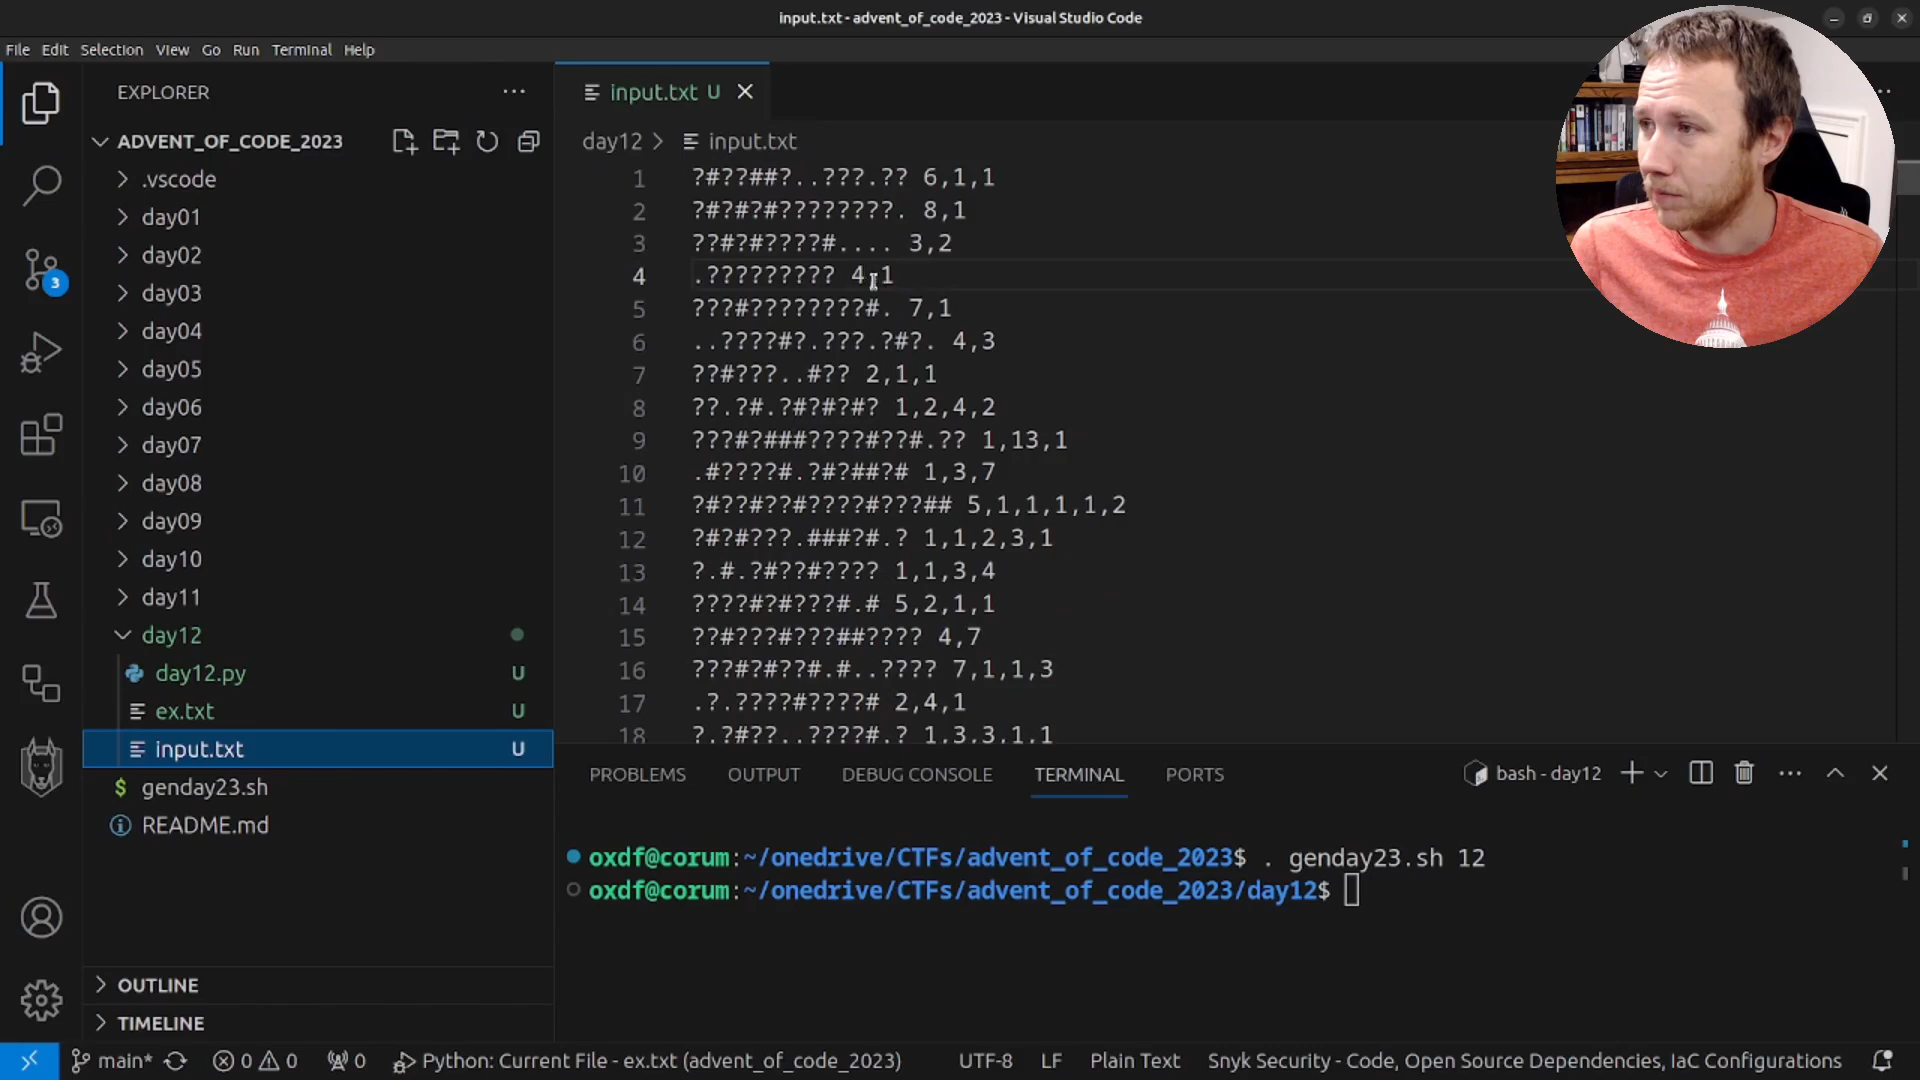 input.txt - advent_of_code_2023 - Visual Studio Code
File Edit Selection View Go Run Terminal Help
EXPLORER
ADVENT_OF_CODE_2023
.vscode
day01
day02
day03
day04
day05
day06
day07
day08
day09
day10
day11
day12
day12.py U
ex.txt U
input.txt U
genday23.sh
README.md
OUTLINE
TIMELINE
3
input.txt U
day12 > input.txt
1 ?#??##?..???.?? 6,1,1
2 ?#?#?#????????. 8,1
3 ??#?#????#.... 3,2
4 .????????? 4,1
5 ???#????????#. 7,1
6 ..????#?.???.?#?. 4,3
7 ??#???..#?? 2,1,1
8 ??.?#.?#?#?#? 1,2,4,2
9 ???#?###????#??#.?? 1,13,1
10 .#????#.?#?##?# 1,3,7
11 ?#??#??#????#???## 5,1,1,1,1,2
12 ?#?#???.###?#.? 1,1,2,3,1
13 ?.#.?#??#???? 1,1,3,4
14 ????#?#???#.# 5,2,1,1
15 ??#???#???##???? 4,7
16 ???#?#??#.#..???? 7,1,1,3
17 .?.????#????# 2,4,1
18 ?.?#??..????#.? 1,3,3,1,1
PROBLEMS OUTPUT DEBUG CONSOLE TERMINAL PORTS
bash - day12
oxdf@corum:~/onedrive/CTFs/advent_of_code_2023$ . genday23.sh 12
oxdf@corum:~/onedrive/CTFs/advent_of_code_2023/day12$
main* 0 0 0 Python: Current File - ex.txt (advent_of_code_2023) UTF-8 LF Plain Text Snyk Security - Code, Open Source Dependencies, IaC Configurations